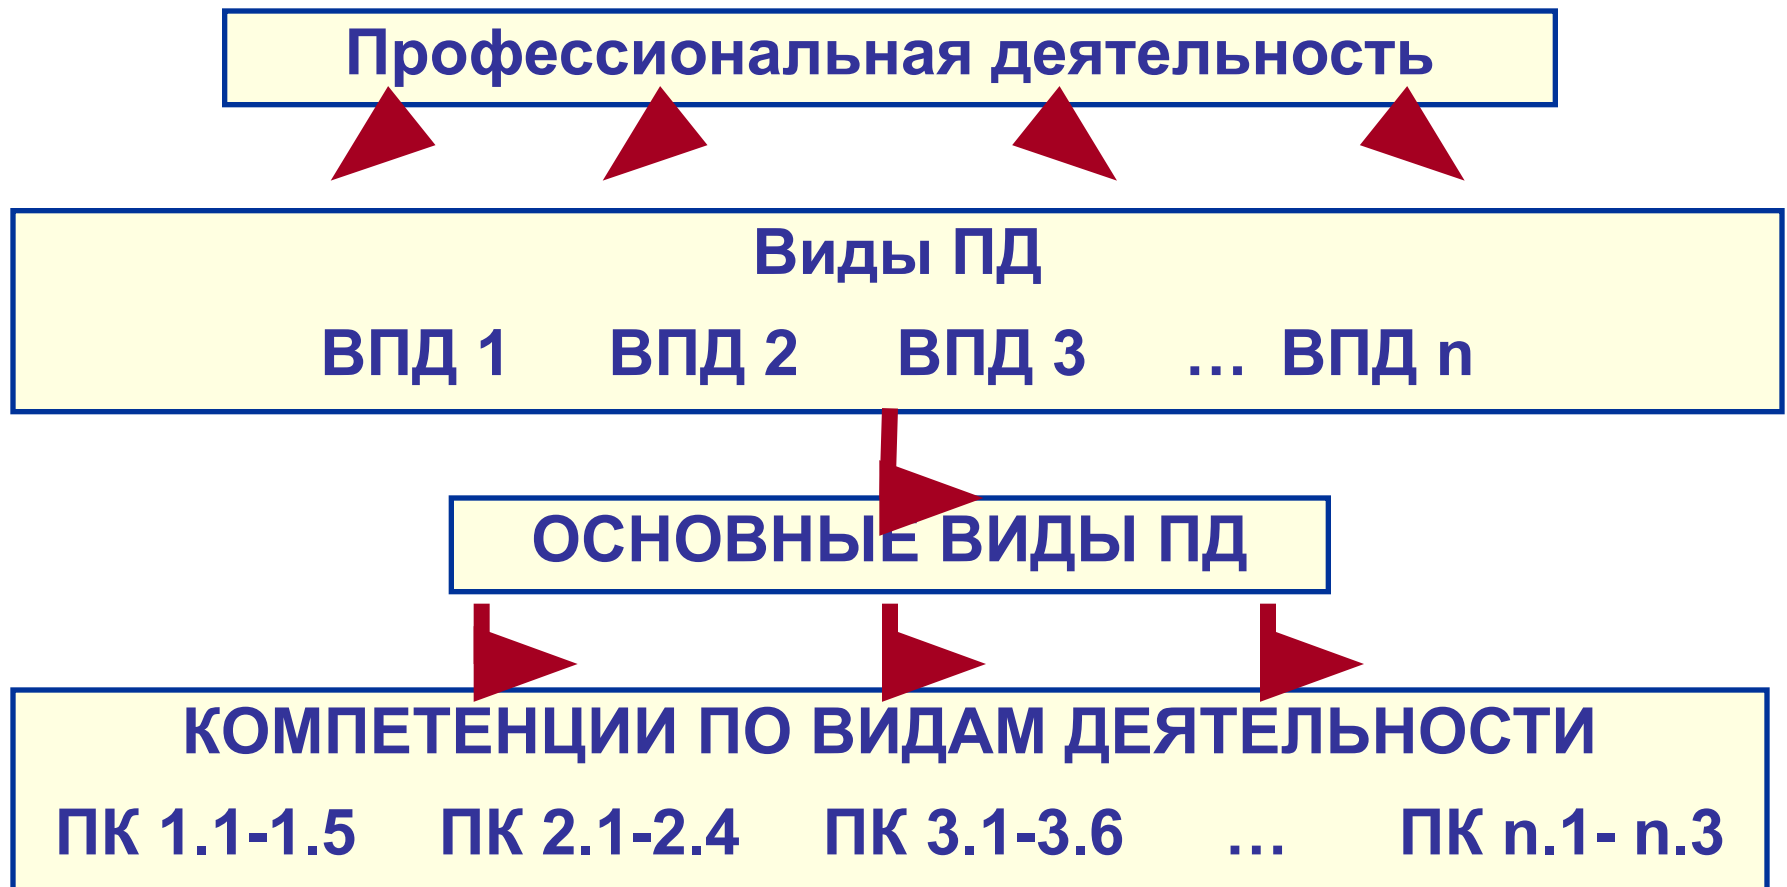 Профессиональная деятельность
Виды ПД
ВПД 1 ВПД 2 ВПД 3 … ВПД n
ОСНОВНЫЕ ВИДЫ ПД
КОМПЕТЕНЦИИ ПО ВИДАМ ДЕЯТЕЛЬНОСТИ
ПК 1.1-1.5 ПК 2.1-2.4 ПК 3.1-3.6 … ПК n.1- n.3